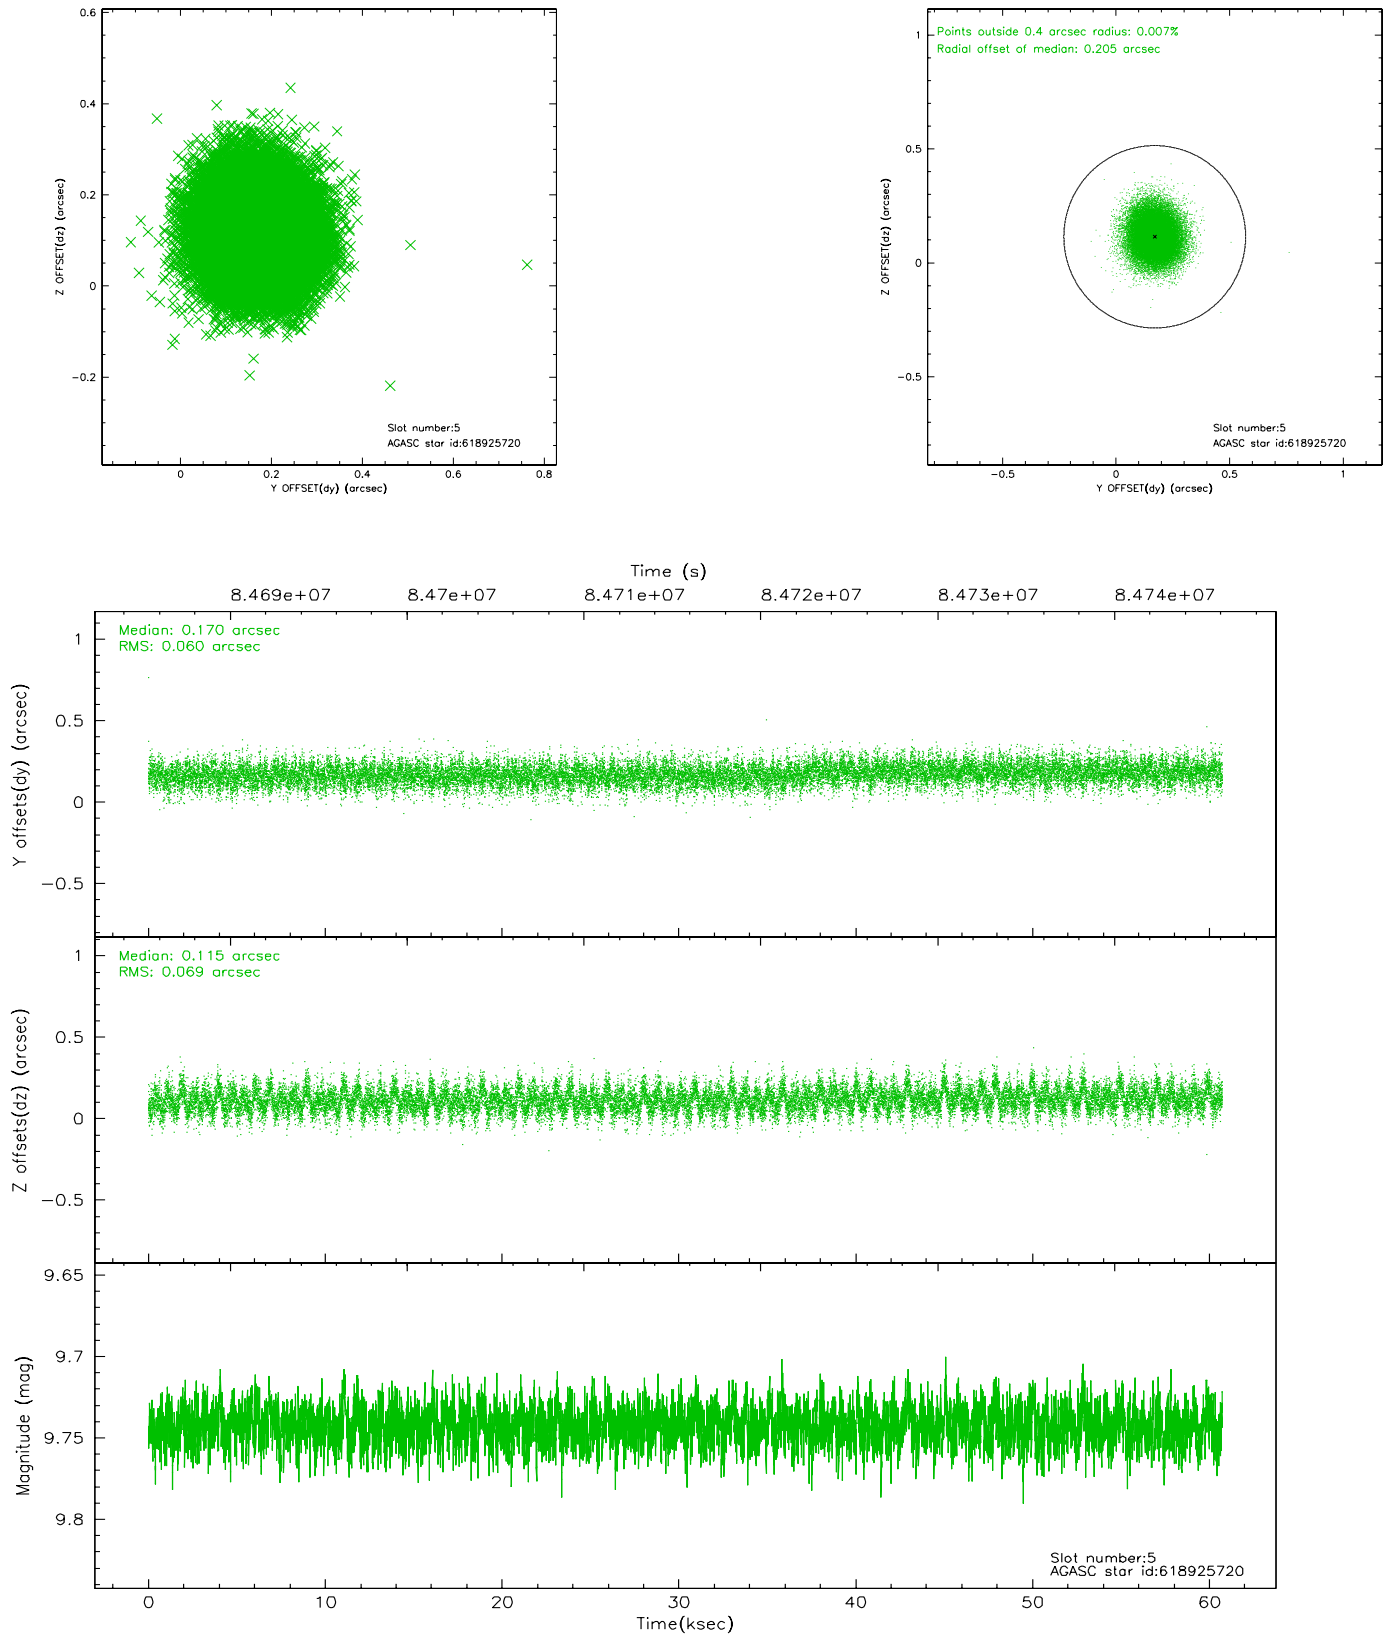 0.6
0.4
0.2
0
−0.2
Z OFFSET(dz) (arcsec)
Slot number:5
AGASC star id:618925720
0 0.2 0.4 0.6 0.8
Y OFFSET(dy) (arcsec)
Points outside 0.4 arcsec radius: 0.007%
Radial offset of median: 0.205 arcsec
1
0.5
0
−0.5
Z OFFSET(dz) (arcsec)
Slot number:5
AGASC star id:618925720
−0.5 0 0.5 1
Y OFFSET(dy) (arcsec)
Time (s)
8.469e+07 8.47e+07 8.471e+07 8.472e+07 8.473e+07 8.474e+07
Median: 0.170 arcsec
RMS: 0.060 arcsec
1
0.5
0
−0.5
Y offsets(dy) (arcsec)
Median: 0.115 arcsec
RMS: 0.069 arcsec
1
0.5
0
−0.5
Z offsets(dz) (arcsec)
9.65
9.7
9.75
9.8
Magnitude (mag)
Slot number:5
AGASC star id:618925720
0 10 20 30 40 50 60
Time(ksec)